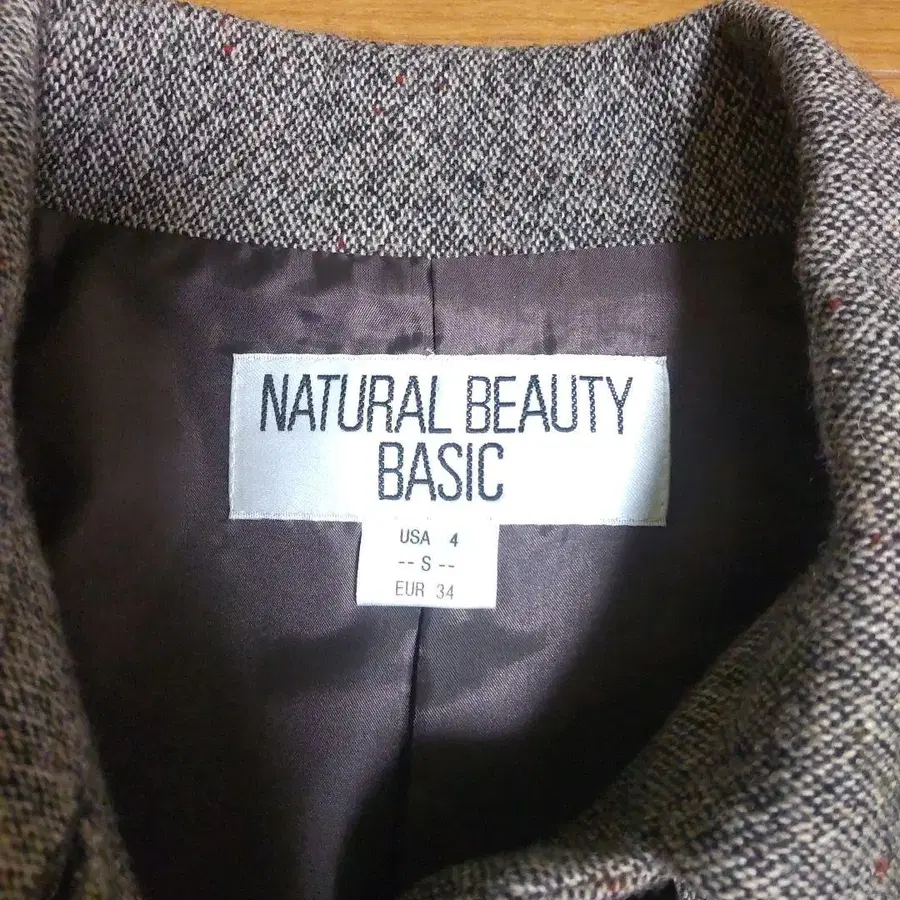 NATURAL BEAUTY
BASIC
USA 4
-- S --
EUR 34